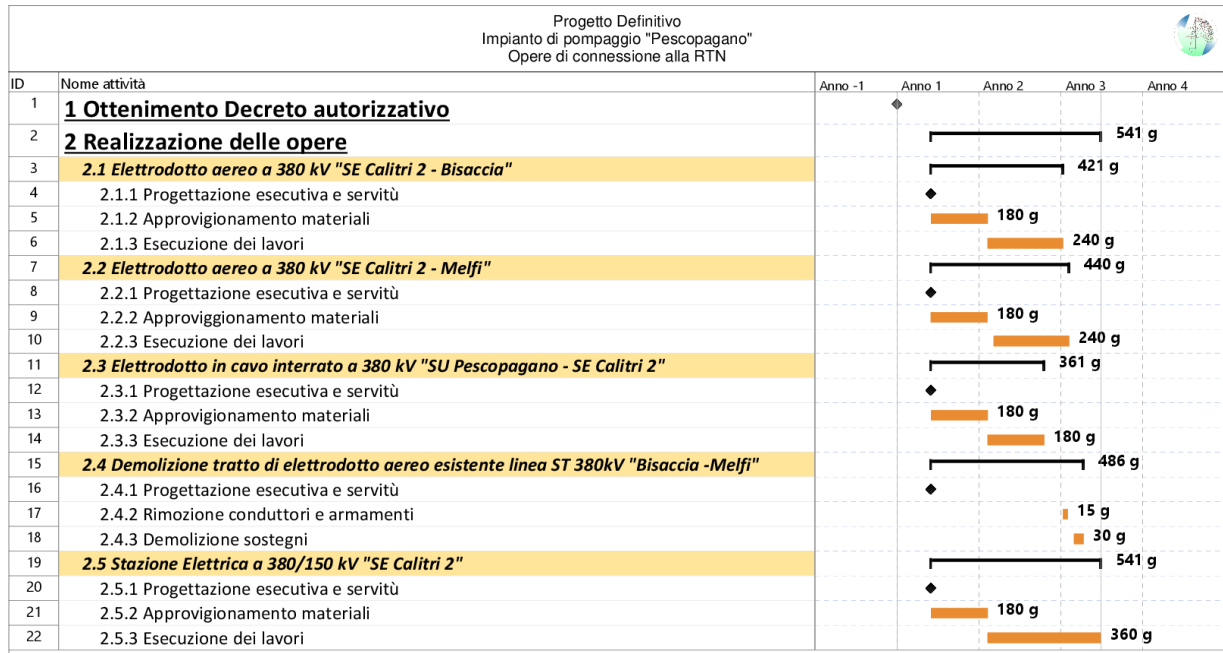 Progetto Definitivo
Impianto di pompaggio "Pescopagano"
Opere di connessione alla RTN
ID Nome attività Anno -1 Anno 1 Anno 2 Anno 3 Anno 4
1 1 Ottenimento Decreto autorizzativo
2 2 Realizzazione delle opere 541 g
3 2.1 Elettrodotto aereo a 380 kV "SE Calitri 2 - Bisaccia" 421 g
4 2.1.1 Progettazione esecutiva e servitù
5 2.1.2 Approvigionamento materiali 180 g
6 2.1.3 Esecuzione dei lavori 240 g
7 2.2 Elettrodotto aereo a 380 kV "SE Calitri 2 - Melfi" 440 g
8 2.2.1 Progettazione esecutiva e servitù
9 2.2.2 Approviggionamento materiali 180 g
10 2.2.3 Esecuzione dei lavori 240 g
11 2.3 Elettrodotto in cavo interrato a 380 kV "SU Pescopagano - SE Calitri 2" 361 g
12 2.3.1 Progettazione esecutiva e servitù
13 2.3.2 Approvigionamento materiali 180 g
14 2.3.3 Esecuzione dei lavori 180 g
15 2.4 Demolizione tratto di elettrodotto aereo esistente linea ST 380kV "Bisaccia -Melfi" 486 g
16 2.4.1 Progettazione esecutiva e servitù
17 2.4.2 Rimozione conduttori e armamenti 15 g
18 2.4.3 Demolizione sostegni 30 g
19 2.5 Stazione Elettrica a 380/150 kV "SE Calitri 2" 541 g
20 2.5.1 Progettazione esecutiva e servitù
21 2.5.2 Approvigionamento materiali 180 g
22 2.5.3 Esecuzione dei lavori 360 g